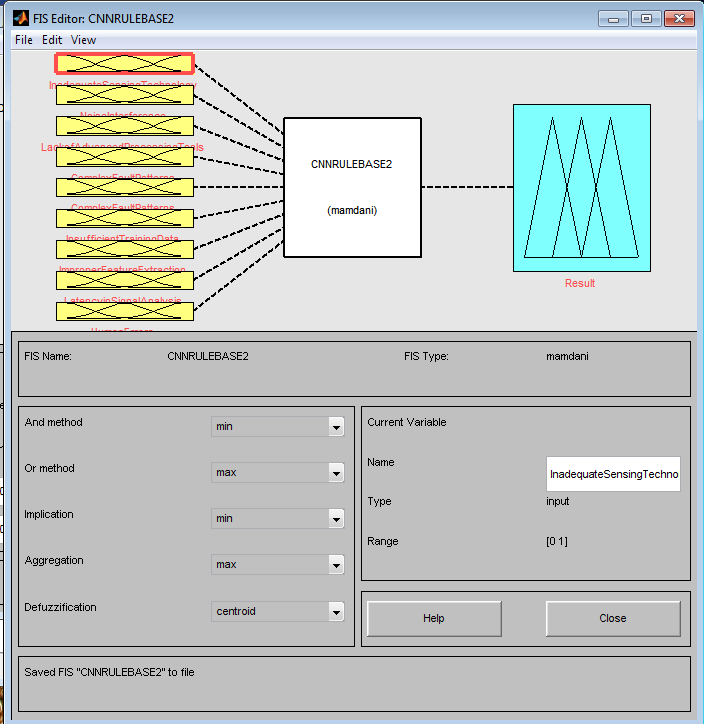 FIS Editor: CNNRULEBASE2
File Edit View
InadequateSensingTechnology
NoiseInterference
LackofAdvancedProcessingTools
ComplexFaultPatterns
ComplexFaultPatterns
InsufficientTrainingData
ImproperFeatureExtraction
LatencyinSignalAnalysis
HumanErrors
CNNRULEBASE2
(mamdani)
Result
FIS Name: CNNRULEBASE2 FIS Type: mamdani
And method min
Or method max
Implication min
Aggregation max
Defuzzification centroid
Current Variable
Name InadequateSensingTechno
Type input
Range [0 1]
Help Close
Saved FIS "CNNRULEBASE2" to file